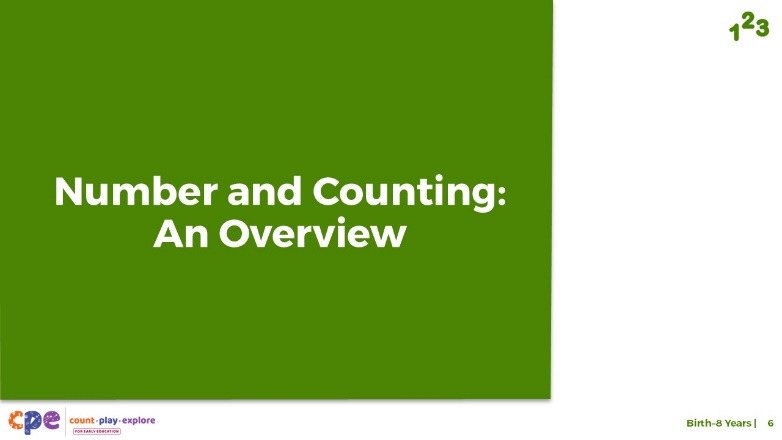 123
Number and Counting:
An Overview
cpe
count·play·explore
FOR EARLY EDUCATION
Birth–8 Years | 6